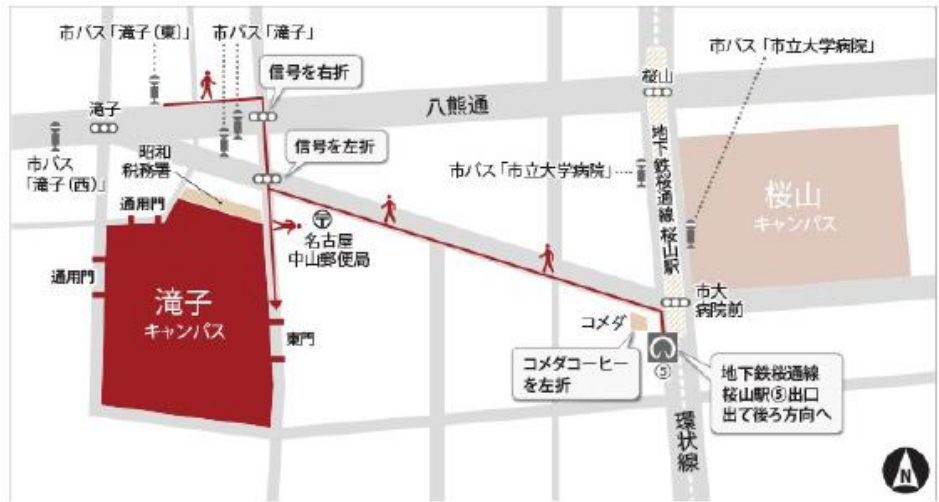 市バス「滝子(東)」
市バス「滝子」
信号を右折
市バス「市立大学病院」
桜山
滝子
八熊通
信号を左折
市バス
「滝子(西)」
昭和
税務署
通用門
市バス「市立大学病院」
地下鉄桜通線 桜山駅
桜山
キャンパス
名古屋
中山郵便局
通用門
滝子
キャンパス
東門
市大
病院前
コメダ
コメダコーヒー
を左折
⑤
地下鉄桜通線
桜山駅⑤出口
出て後ろ方向へ
環状線
N